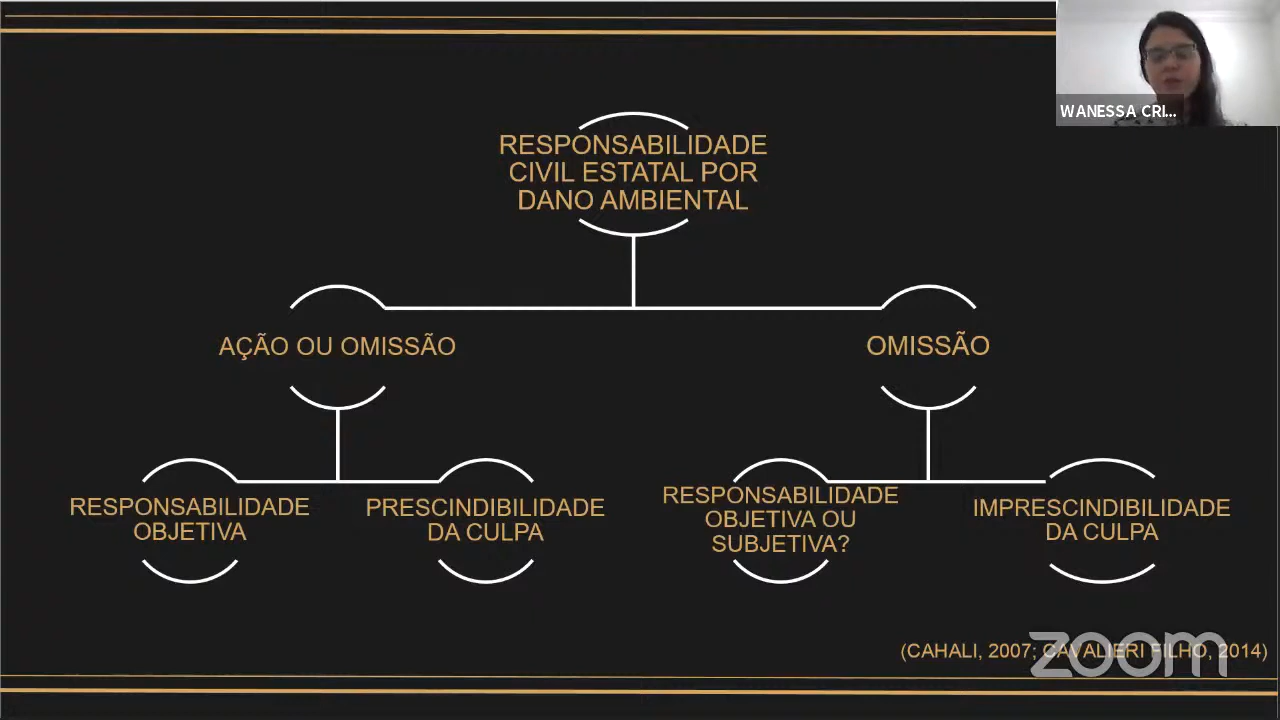 WANESSA CRI...
RESPONSABILIDADE
CIVIL ESTATAL POR
DANO AMBIENTAL
AÇÃO OU OMISSÃO
OMISSÃO
RESPONSABILIDADE
OBJETIVA
PRESCINDIBILIDADE
DA CULPA
RESPONSABILIDADE
OBJETIVA OU
SUBJETIVA?
IMPRESCINDIBILIDADE
DA CULPA
(CAHALI, 2007; CAVALIERI FILHO, 2014)
zoom